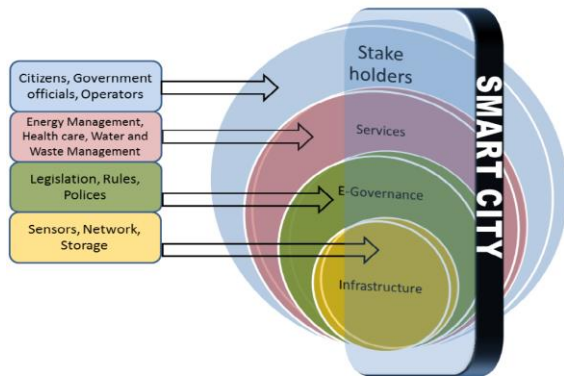 Citizens, Government
officials, Operators
Energy Management,
Health care, Water and
Waste Management
Legislation, Rules,
Polices
Sensors, Network,
Storage
Stake
holders
Services
E-Governance
Infrastructure
SMART CITY